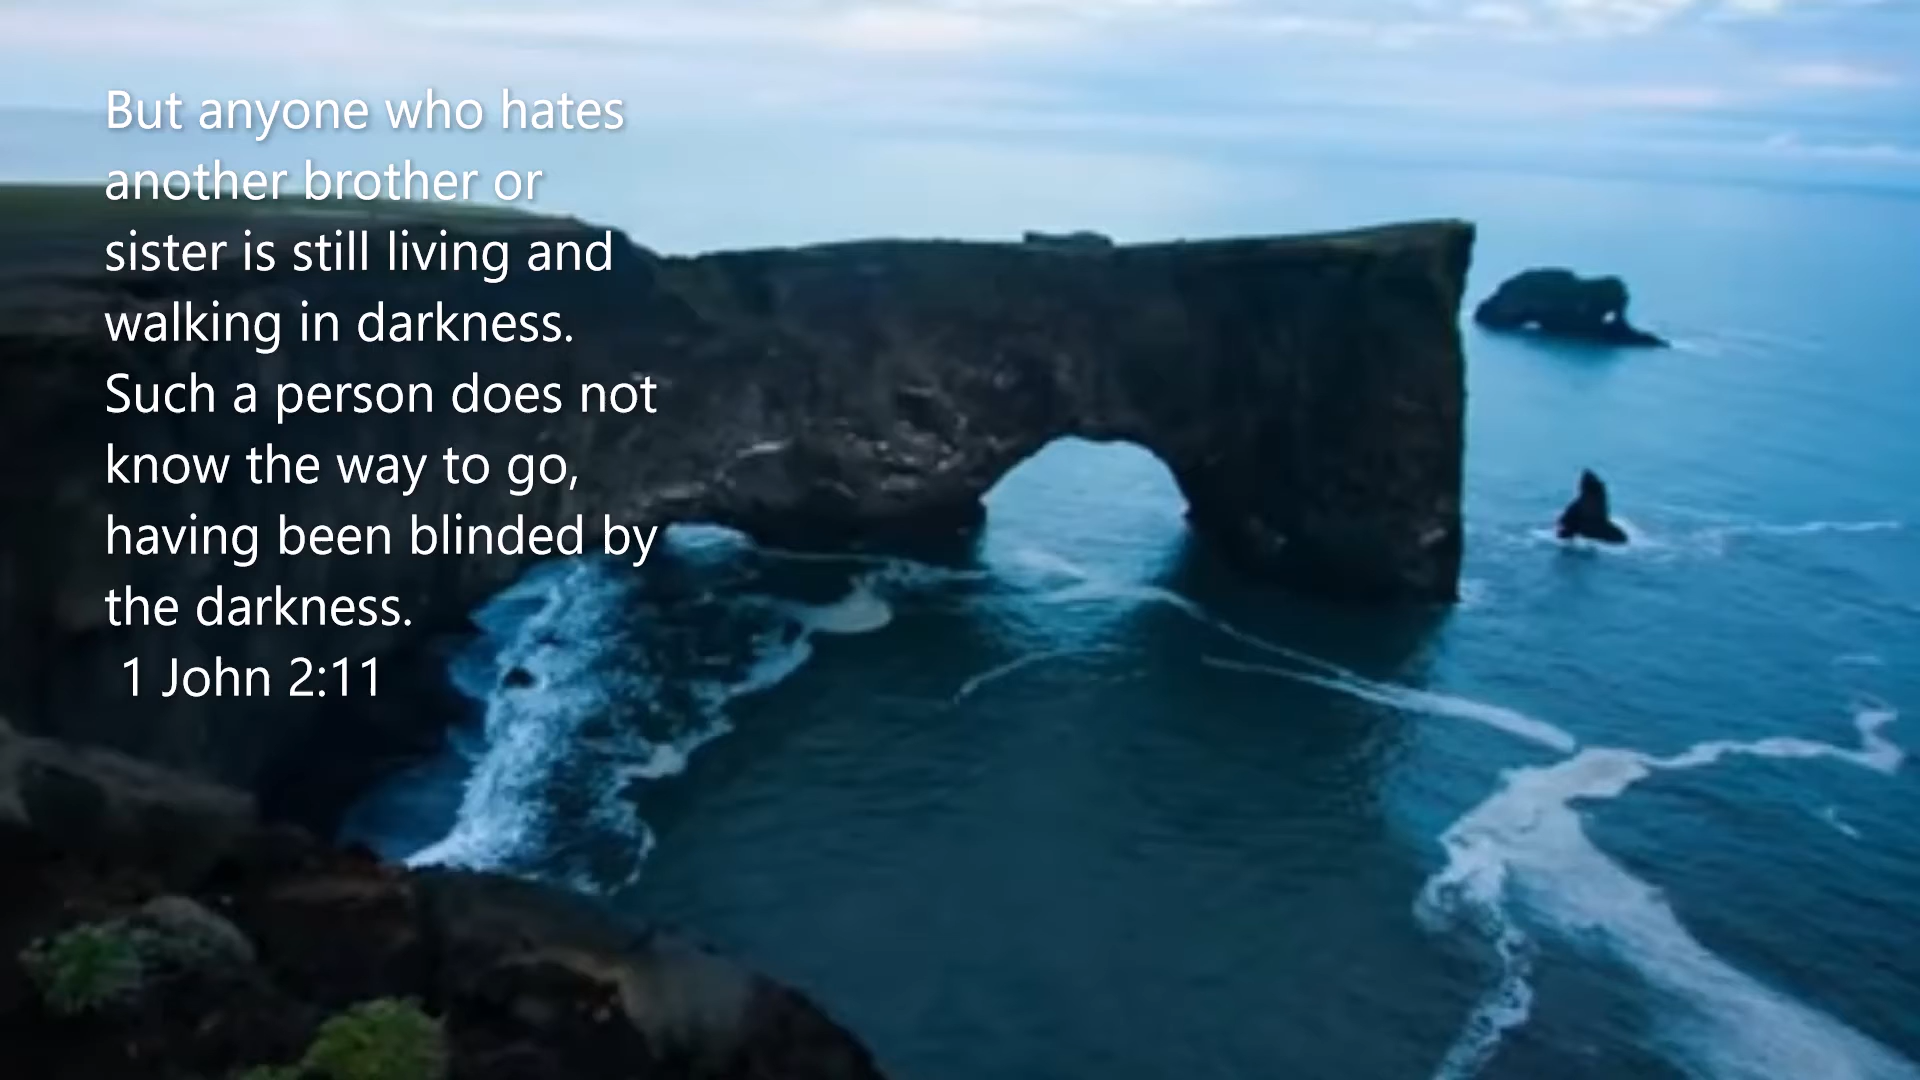 But anyone who hates
another brother or
sister is still living and
walking in darkness.
Such a person does not
know the way to go,
having been blinded by
the darkness.
1 John 2:11